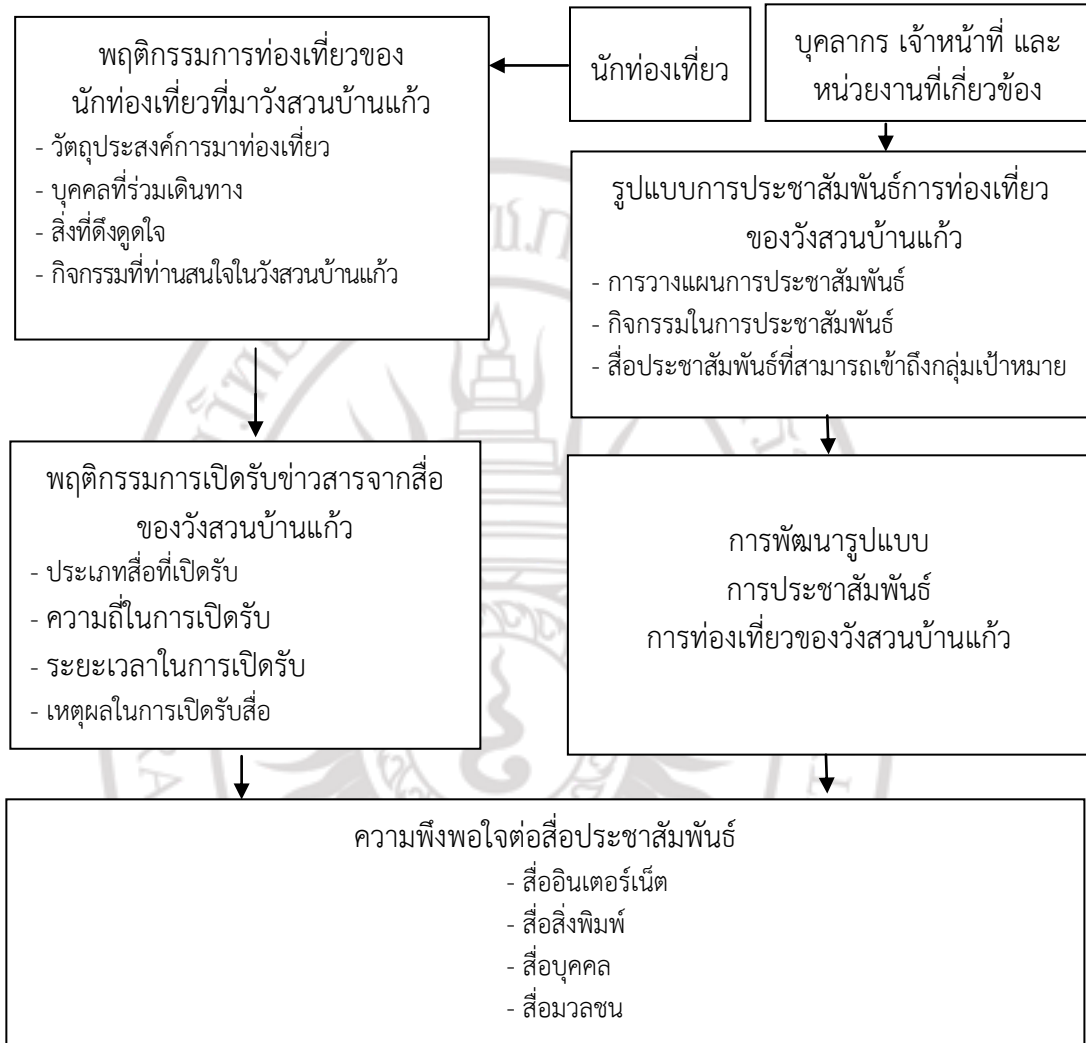 พฤติกรรมการท่องเที่ยวของ
นักท่องเที่ยวที่มาวังสวนบ้านแก้ว
- วัตถุประสงค์การมาท่องเที่ยว
- บุคคลที่ร่วมเดินทาง
- สิ่งที่ดึงดูดใจ
- กิจกรรมที่ท่านสนใจในวังสวนบ้านแก้ว
นักท่องเที่ยว
บุคลากร เจ้าหน้าที่ และ
หน่วยงานที่เกี่ยวข้อง
รูปแบบการประชาสัมพันธ์การท่องเที่ยว
ของวังสวนบ้านแก้ว
- การวางแผนการประชาสัมพันธ์
- กิจกรรมในการประชาสัมพันธ์
- สื่อประชาสัมพันธ์ที่สามารถเข้าถึงกลุ่มเป้าหมาย
พฤติกรรมการเปิดรับข่าวสารจากสื่อ
ของวังสวนบ้านแก้ว
- ประเภทสื่อที่เปิดรับ
- ความถี่ในการเปิดรับ
- ระยะเวลาในการเปิดรับ
- เหตุผลในการเปิดรับสื่อ
การพัฒนารูปแบบ
การประชาสัมพันธ์
การท่องเที่ยวของวังสวนบ้านแก้ว
ความพึงพอใจต่อสื่อประชาสัมพันธ์
- สื่ออินเตอร์เน็ต
- สื่อสิ่งพิมพ์
- สื่อบุคคล
- สื่อมวลชน